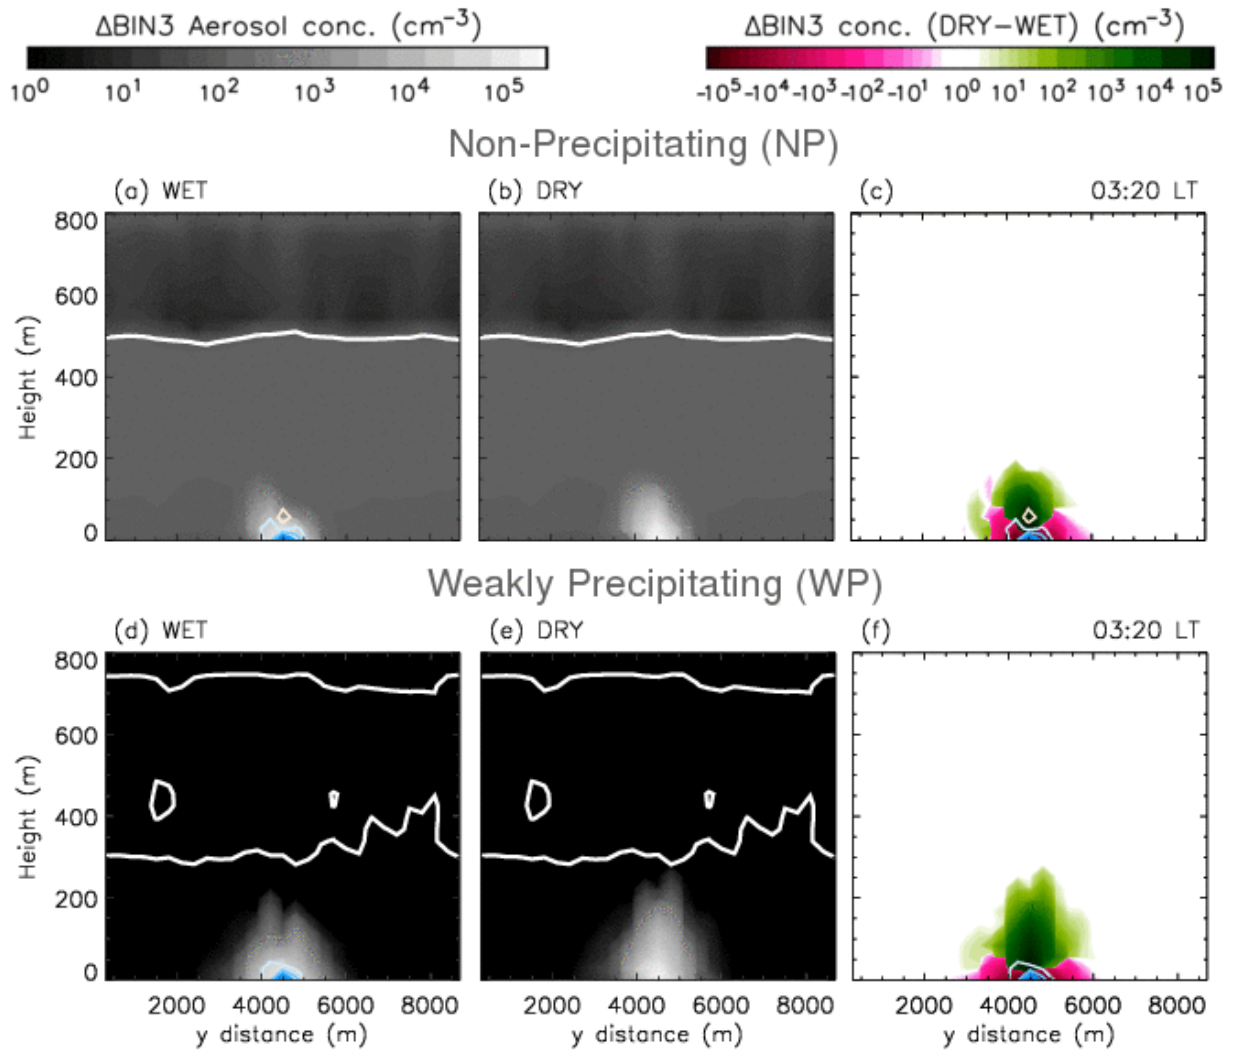 ΔBIN3 Aerosol conc. (cm⁻³) ΔBIN3 conc. (DRY−WET) (cm⁻³)
10⁰ 10¹ 10² 10³ 10⁴ 10⁵ -10⁵ -10⁴ -10³ -10² -10¹ 10⁰ 10¹ 10² 10³ 10⁴ 10⁵
Non-Precipitating (NP)
(a) WET (b) DRY (c) 03:20 LT
800
600
400
200
0
Height (m)
Weakly Precipitating (WP)
(d) WET (e) DRY (f) 03:20 LT
800
600
400
200
0
Height (m)
2000 4000 6000 8000 2000 4000 6000 8000 2000 4000 6000 8000
y distance (m) y distance (m) y distance (m)